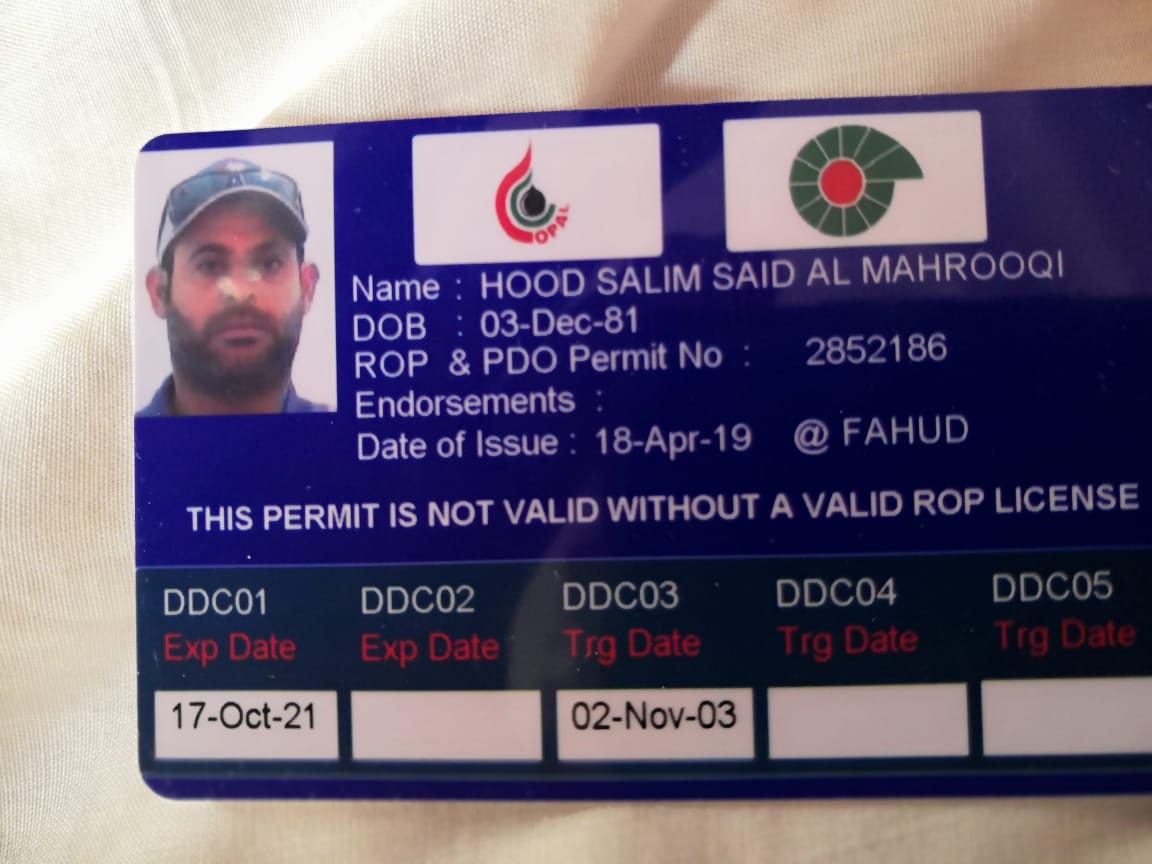 OPAL
Name : HOOD SALIM SAID AL MAHROOQI
DOB : 03-Dec-81
ROP & PDO Permit No : 2852186
Endorsements :
Date of Issue : 18-Apr-19 @ FAHUD
THIS PERMIT IS NOT VALID WITHOUT A VALID ROP LICENSE
DDC01 DDC02 DDC03 DDC04 DDC05
Exp Date Exp Date Trg Date Trg Date Trg Date
17-Oct-21 02-Nov-03